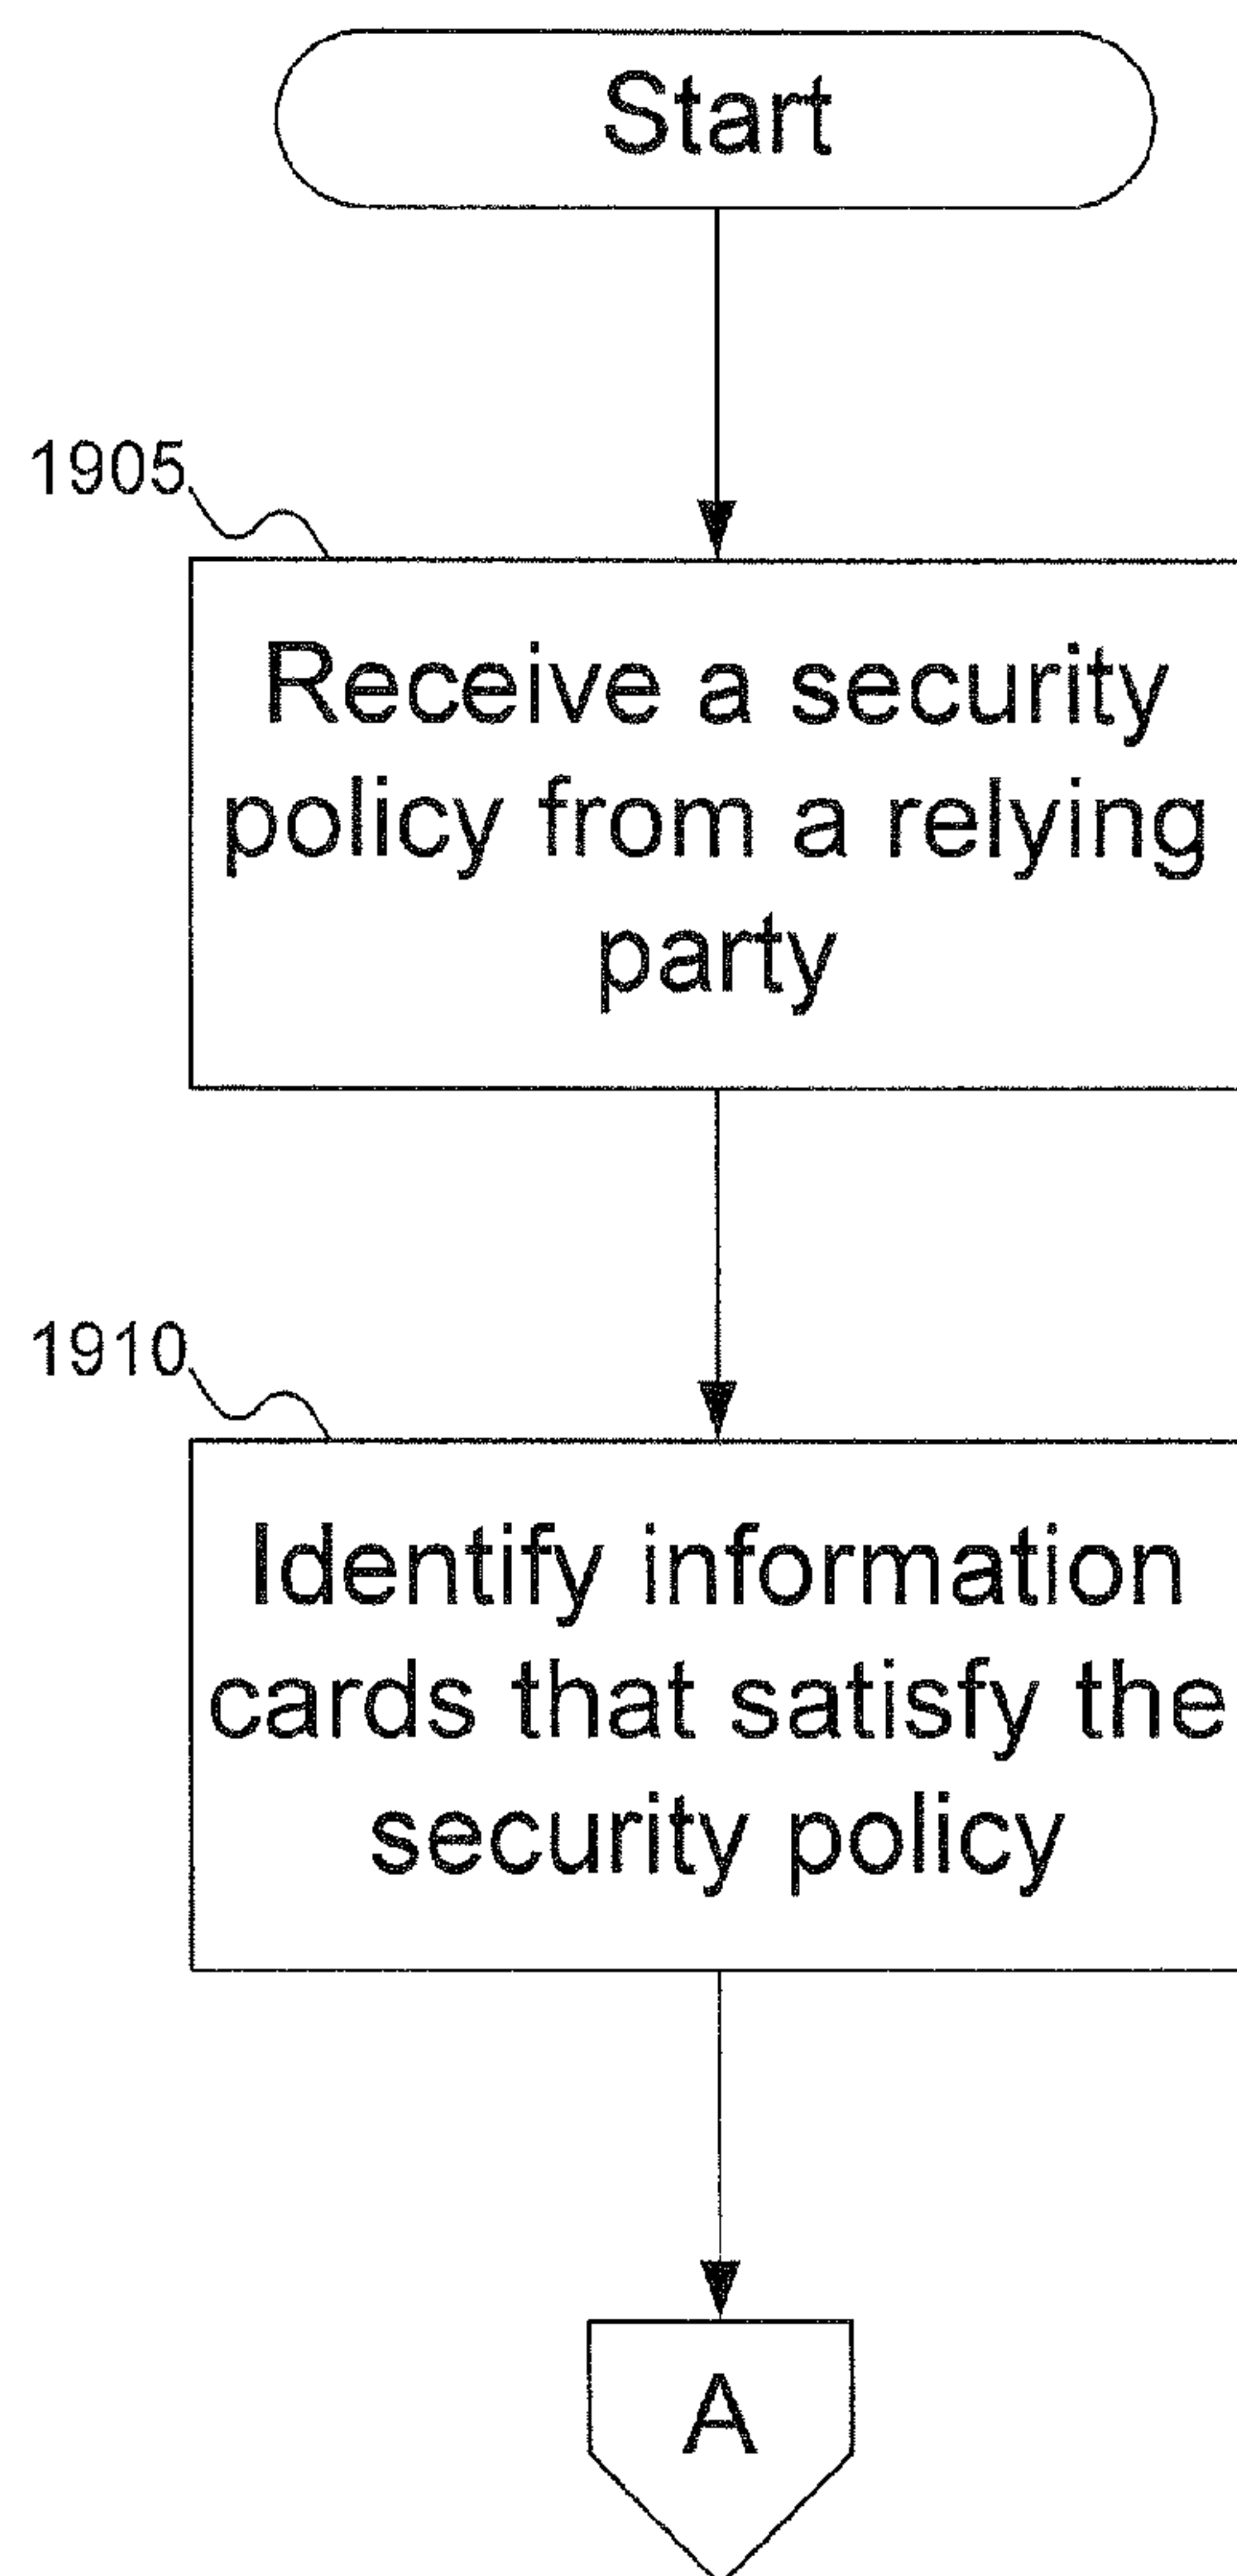 Start
1905
Receive a security
policy from a relying
party
1910
Identify information
cards that satisfy the
security policy
A